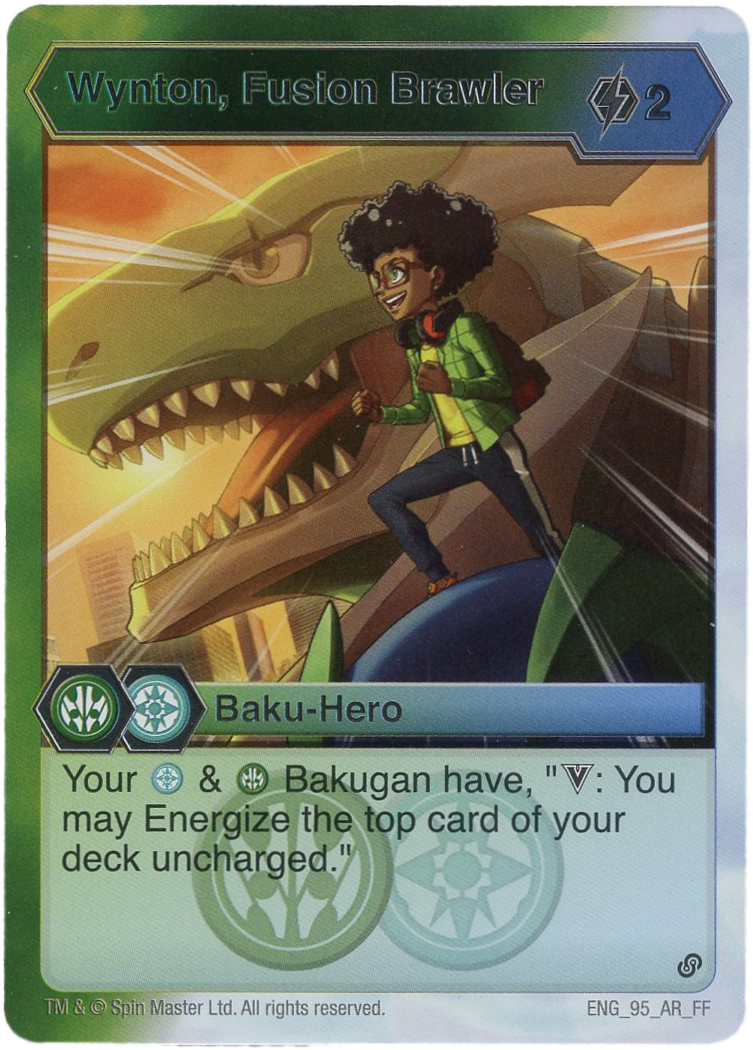 Wynton, Fusion Brawler 2
Baku-Hero
Your & Bakugan have, ": You
may Energize the top card of your
deck uncharged."
TM & © Spin Master Ltd. All rights reserved. ENG_95_AR_FF